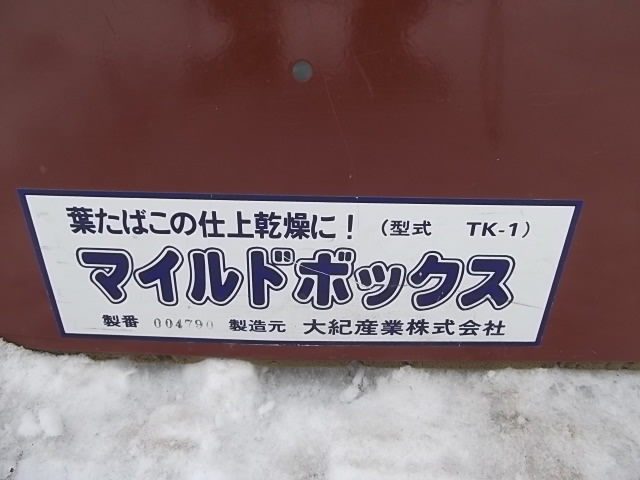 葉たばこの仕上乾燥に! (型式 TK-1)
マイルドボックス
製番 004790 製造元 大紀産業株式会社